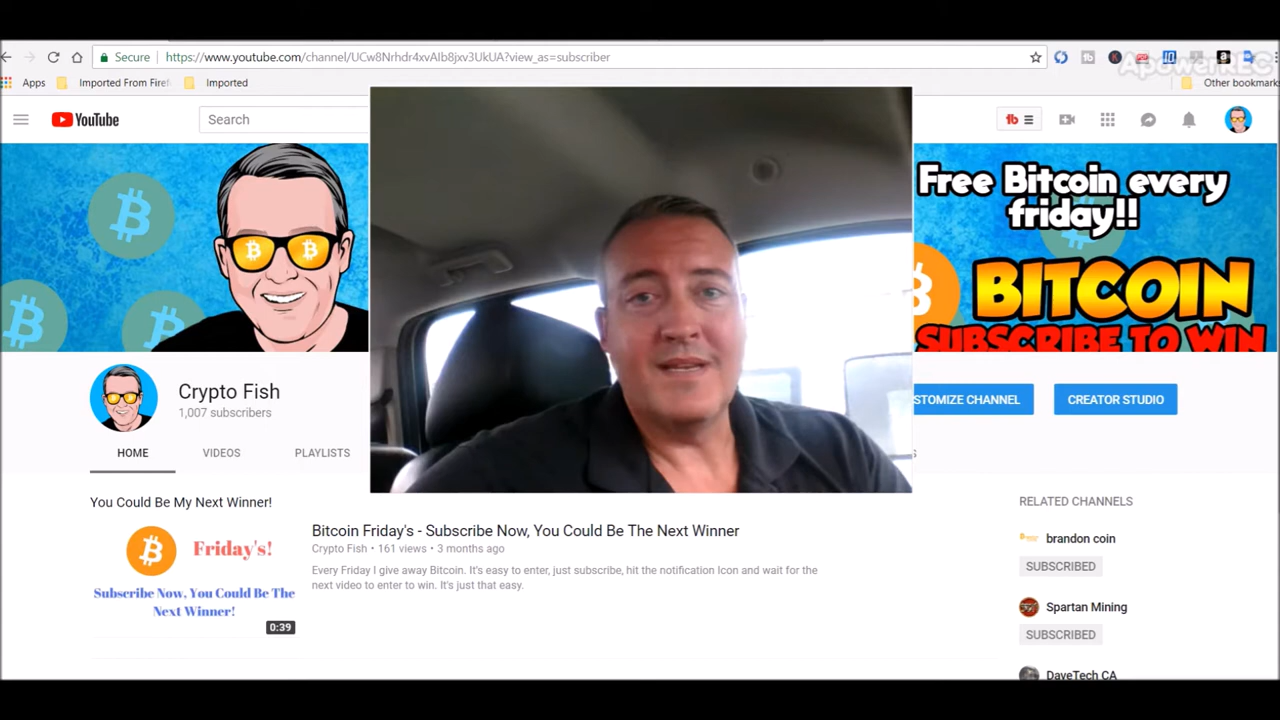 Secure
https://www.youtube.com/channel/UCw8Nrhdr4xvAIb8jxv3UkUA?view_as=subscriber
ApowerREC
Apps
Imported From Firef
Imported
Other bookmark
YouTube
Search
Free Bitcoin every
friday!!
BITCOIN
SUBSCRIBE TO WIN
Crypto Fish
1,007 subscribers
STOMIZE CHANNEL
CREATOR STUDIO
HOME
VIDEOS
PLAYLISTS
You Could Be My Next Winner!
Friday's!
Subscribe Now, You Could Be The
Next Winner!
0:39
Bitcoin Friday's - Subscribe Now, You Could Be The Next Winner
Crypto Fish • 161 views • 3 months ago
Every Friday I give away Bitcoin. It's easy to enter, just subscribe, hit the notification Icon and wait for the
next video to enter to win. It's just that easy.
RELATED CHANNELS
brandon coin
SUBSCRIBED
Spartan Mining
SUBSCRIBED
DaveTech CA